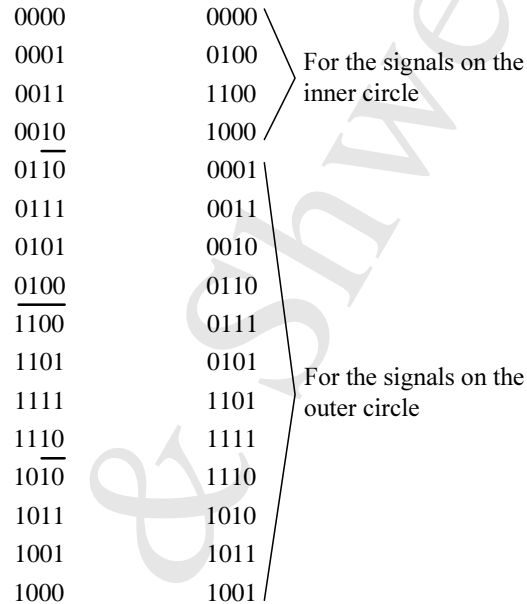 0000 0000
0001 0100 For the signals on the
0011 1100 inner circle
0010 1000
0110 0001
0111 0011
0101 0010
0100 0110
1100 0111
1101 0101 For the signals on the
1111 1101 outer circle
1110 1111
1010 1110
1011 1010
1001 1011
1000 1001
& Shwe